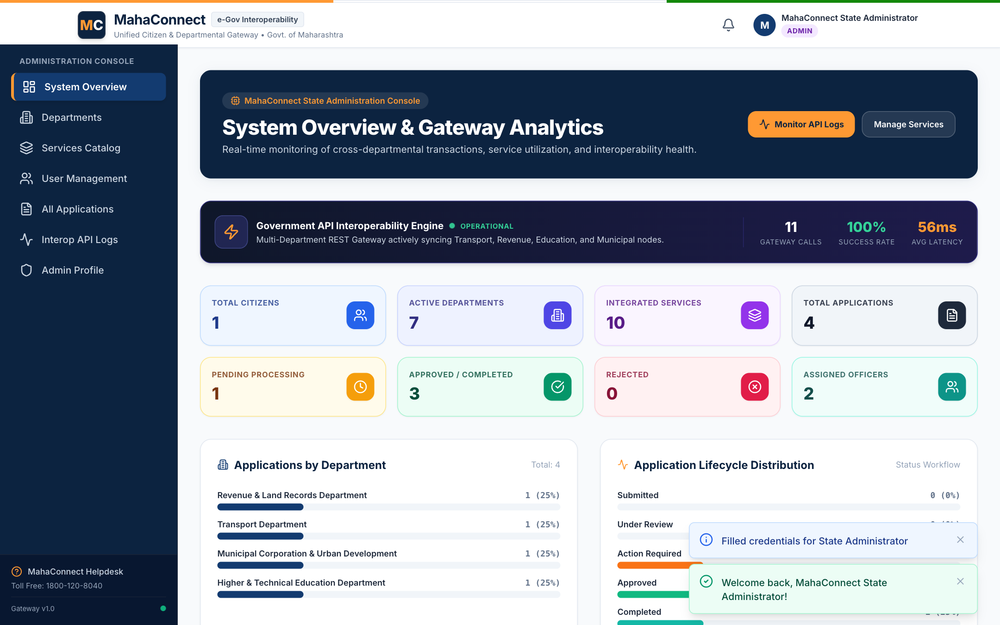 MC
MahaConnect
e-Gov Interoperability
Unified Citizen & Departmental Gateway • Govt. of Maharashtra
M
MahaConnect State Administrator
ADMIN
ADMINISTRATION CONSOLE
System Overview
Departments
Services Catalog
User Management
All Applications
Interop API Logs
Admin Profile
MahaConnect Helpdesk
Toll Free: 1800-120-8040
Gateway v1.0
MahaConnect State Administration Console
System Overview & Gateway Analytics
Real-time monitoring of cross-departmental transactions, service utilization, and interoperability health.
Monitor API Logs
Manage Services
Government API Interoperability Engine
OPERATIONAL
Multi-Department REST Gateway actively syncing Transport, Revenue, Education, and Municipal nodes.
11
GATEWAY CALLS
100%
SUCCESS RATE
56ms
AVG LATENCY
TOTAL CITIZENS
1
ACTIVE DEPARTMENTS
7
INTEGRATED SERVICES
10
TOTAL APPLICATIONS
4
PENDING PROCESSING
1
APPROVED / COMPLETED
3
REJECTED
0
ASSIGNED OFFICERS
2
Applications by Department
Total: 4
Revenue & Land Records Department
1 (25%)
Transport Department
1 (25%)
Municipal Corporation & Urban Development
1 (25%)
Higher & Technical Education Department
1 (25%)
Application Lifecycle Distribution
Status Workflow
Submitted
0 (0%)
Under Review
Action Required
Approved
Completed
Filled credentials for State Administrator
Welcome back, MahaConnect State
Administrator!